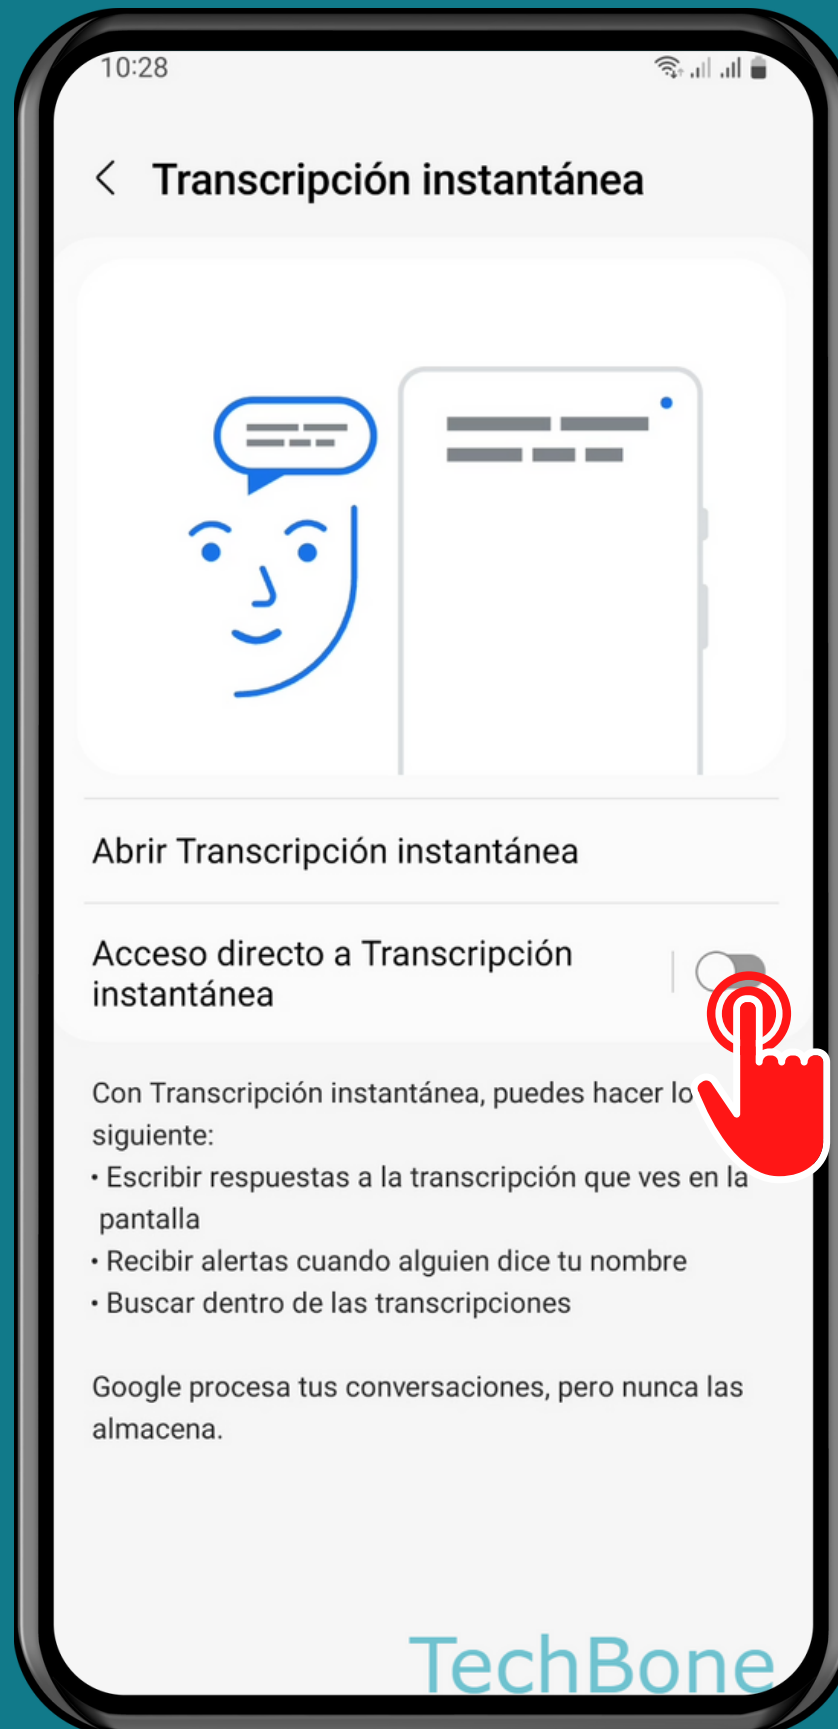 10:28
Transcripción instantánea
Abrir Transcripción instantánea
Acceso directo a Transcripción
instantánea
Con Transcripción instantánea, puedes hacer lo
siguiente:
• Escribir respuestas a la transcripción que ves en la
pantalla
• Recibir alertas cuando alguien dice tu nombre
• Buscar dentro de las transcripciones
Google procesa tus conversaciones, pero nunca las
almacena.
TechBone